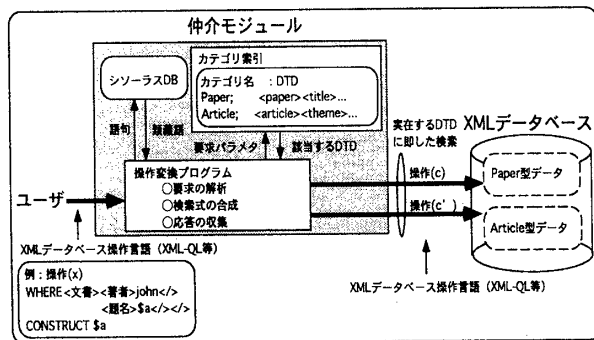 仲介モジュール
カテゴリ索引
シソーラスDB
カテゴリ名 : DTD
Paper; <paper><title>...
Article; <article><theme>...
語句
類義語
要求パラメタ
該当するDTD
実在するDTD
に即した検索
XMLデータベース
操作変換プログラム
○要求の解析
○検索式の合成
○応答の収集
ユーザ
操作(c)
操作(c')
Paper型データ
Article型データ
XMLデータベース操作言語（XML-QL等）
XMLデータベース操作言語（XML-QL等）
例：操作(x)
WHERE <文書><著者>john</>
<題名>$a</></>
CONSTRUCT $a